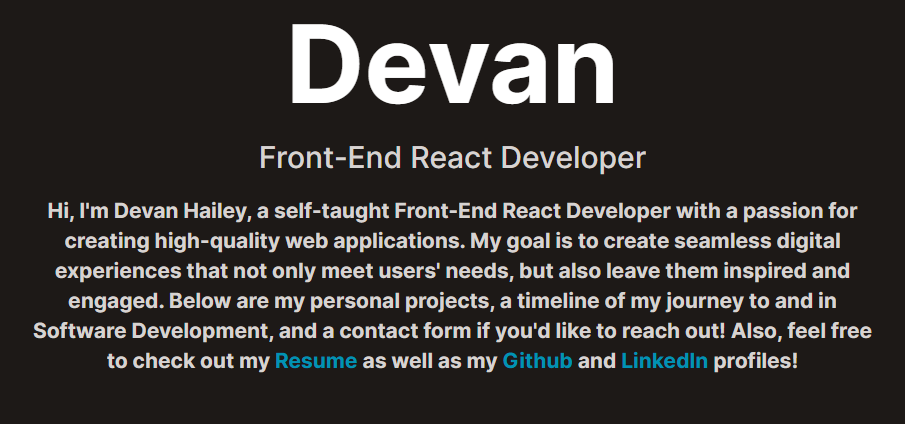 Devan
Front-End React Developer
Hi, I'm Devan Hailey, a self-taught Front-End React Developer with a passion for
creating high-quality web applications. My goal is to create seamless digital
experiences that not only meet users' needs, but also leave them inspired and
engaged. Below are my personal projects, a timeline of my journey to and in
Software Development, and a contact form if you'd like to reach out! Also, feel free
to check out my Resume as well as my Github and LinkedIn profiles!